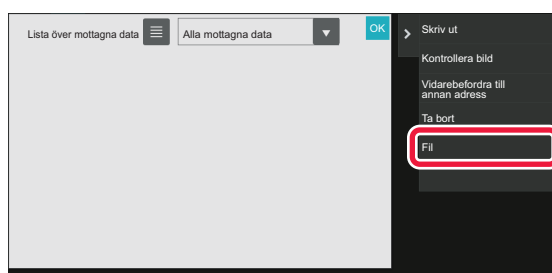 Lista över mottagna data
Alla mottagna data
OK
Skriv ut
Kontrollera bild
Vidarebefordra till
annan adress
Ta bort
Fil